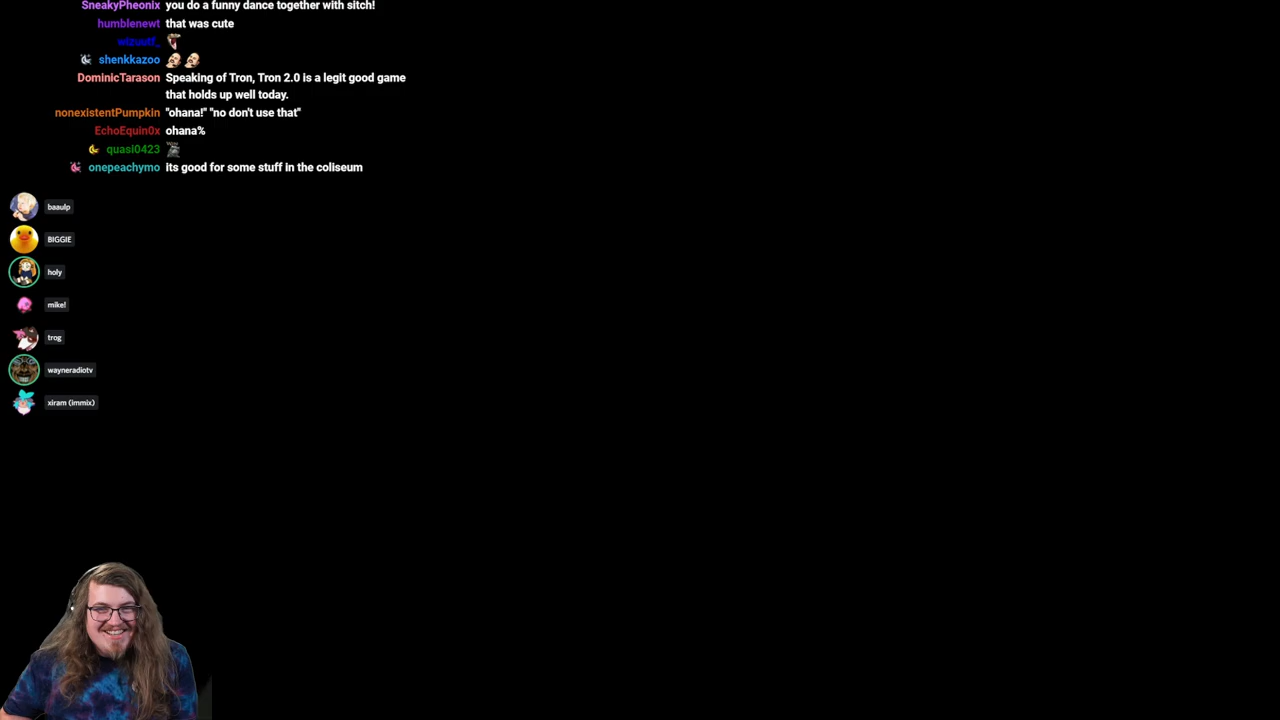 SneakyPheonix you do a funny dance together with sitch!
humblenewt that was cute
wizuutf_
shenkkazoo
DominicTarason Speaking of Tron, Tron 2.0 is a legit good game
that holds up well today.
nonexistentPumpkin "ohana!" "no don't use that"
EchoEquin0x ohana%
quasi0423
onepeachymo its good for some stuff in the coliseum
baaulp
BIGGIE
holy
mike!
trog
wayneradiotv
xiram (immix)